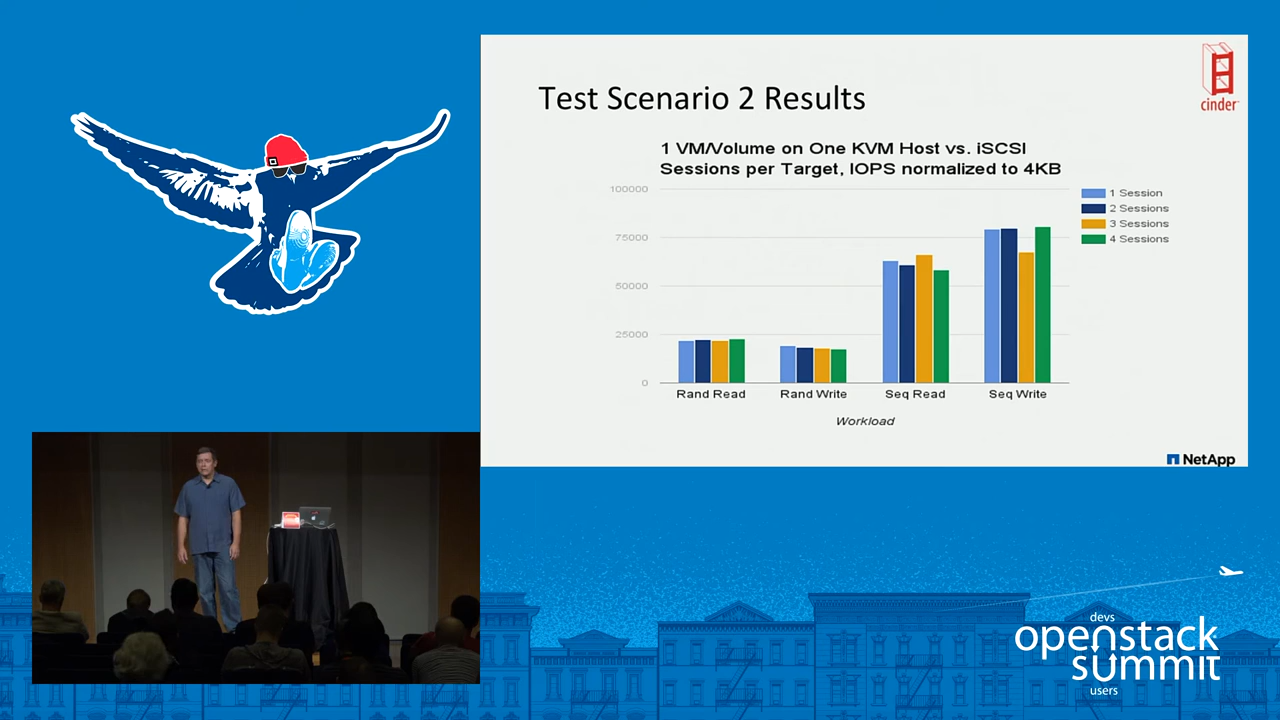 Test Scenario 2 Results
cinder
1 VM/Volume on One KVM Host vs. iSCSI
Sessions per Target, IOPS normalized to 4KB
100000
75000
50000
25000
0
1 Session
2 Sessions
3 Sessions
4 Sessions
Rand Read
Rand Write
Seq Read
Seq Write
Workload
NetApp
devs
openstack
summit
users